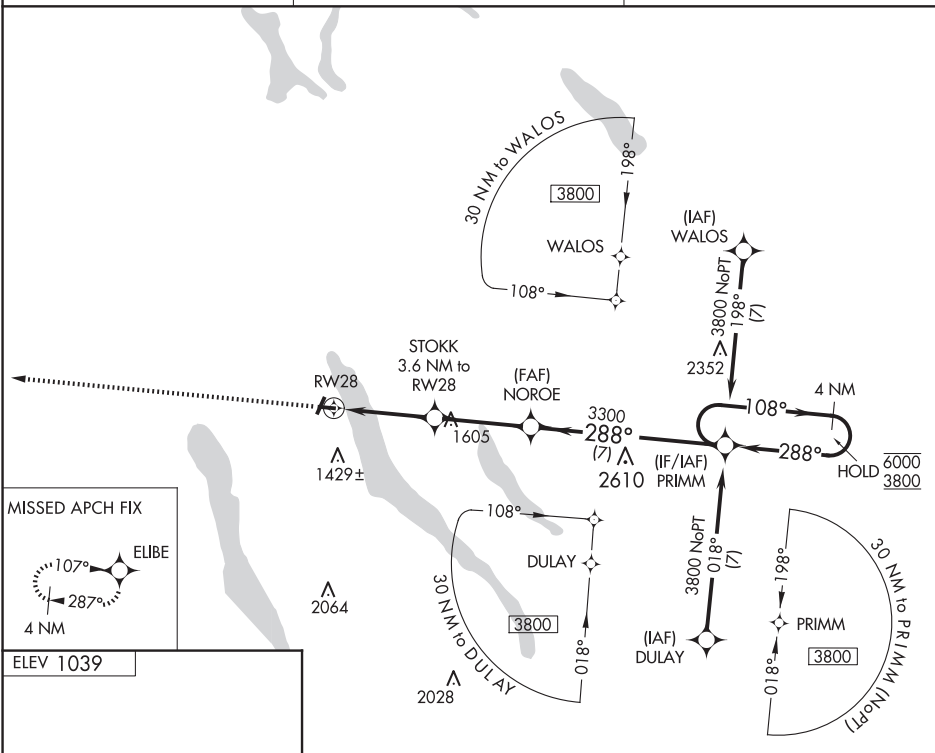 30 NM to WALOS
198°
3800
WALOS
108°
(IAF)
WALOS
3800 NoPT
198°
(7)
2352
STOKK
3.6 NM to
RW28
RW28
(FAF)
NOROE
1605
1429±
3300
288°
(7)
2610
(IF/IAF)
PRIMM
108°
4 NM
288°
HOLD
6000
3800
MISSED APCH FIX
ELIBE
107°
287°
4 NM
2064
108°
DULAY
30 NM to DULAY
3800
018°
2028
3800 NoPT
018°
(7)
(IAF)
DULAY
198°
PRIMM
3800
018°
30 NM to PRIMM (NoPT)
ELEV 1039